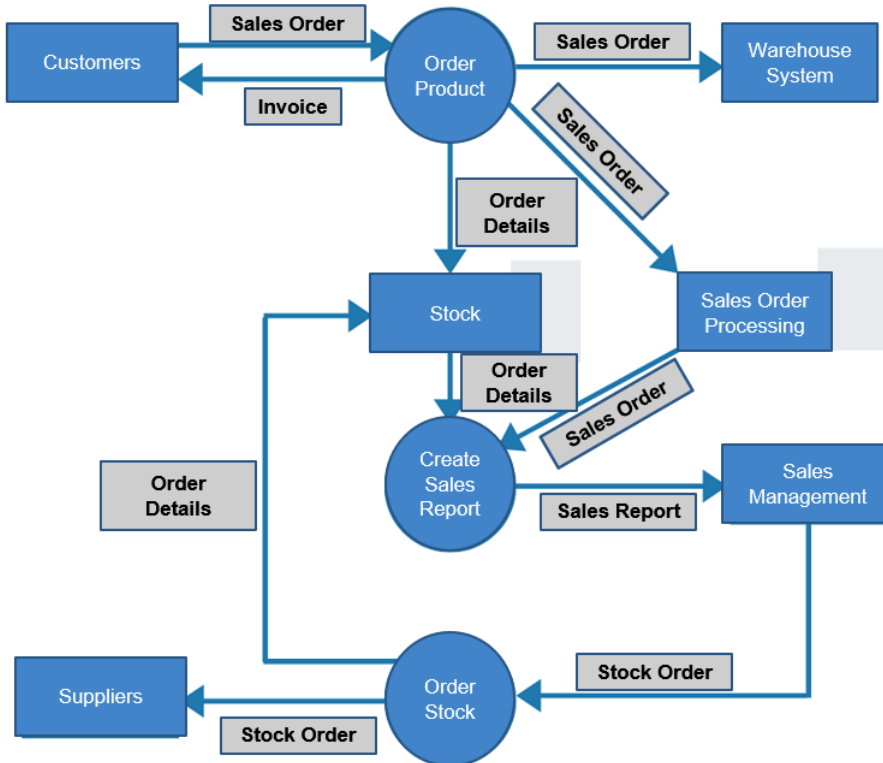 Sales Order
Customers
Invoice
Order
Product
Sales Order
Warehouse
System
Sales Order
Order
Details
Stock
Sales Order
Processing
Order
Details
Sales Order
Create
Sales
Report
Sales Report
Sales
Management
Order
Details
Suppliers
Stock Order
Order
Stock
Stock Order